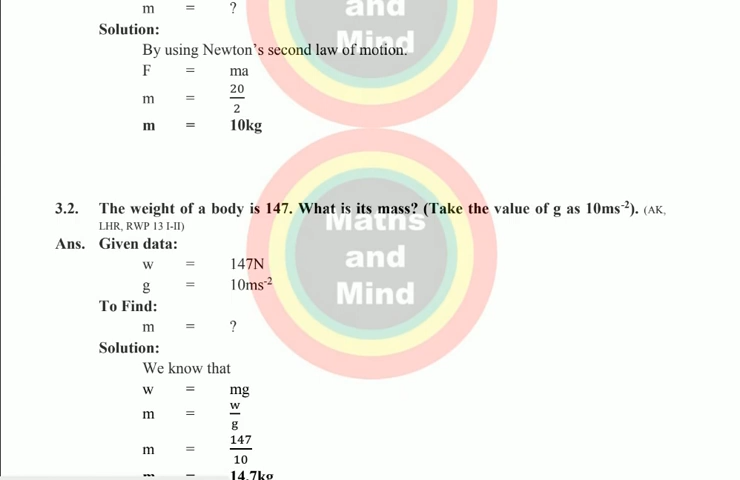 m = ?
Solution:
By using Newton's second law of motion.
F = ma
m = 20/2
m = 10kg
3.2. The weight of a body is 147. What is its mass? (Take the value of g as 10ms⁻²). (AK,
LHR, RWP 13 I-II)
Ans. Given data:
w = 147N
g = 10ms⁻²
To Find:
m = ?
Solution:
We know that
w = mg
m = w/g
m = 147/10
m = 14.7kg
and
Mind
Maths
and
Mind